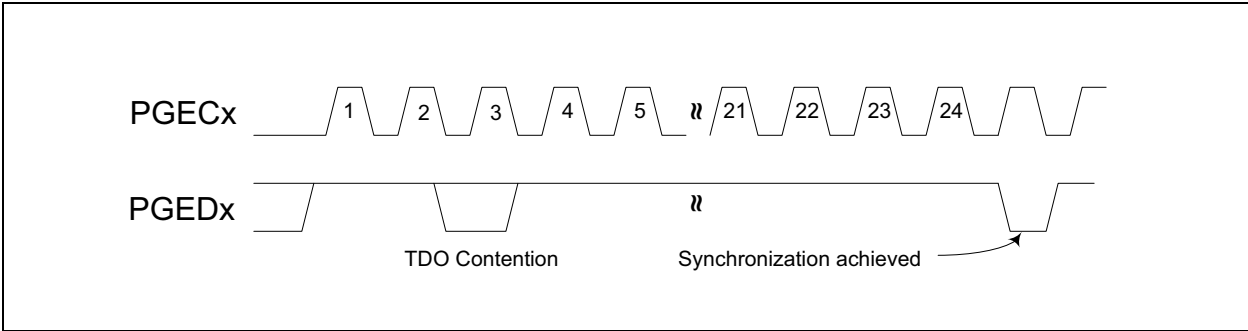 PGECx 1 2 3 4 5 21 22 23 24
PGEDx
TDO Contention Synchronization achieved